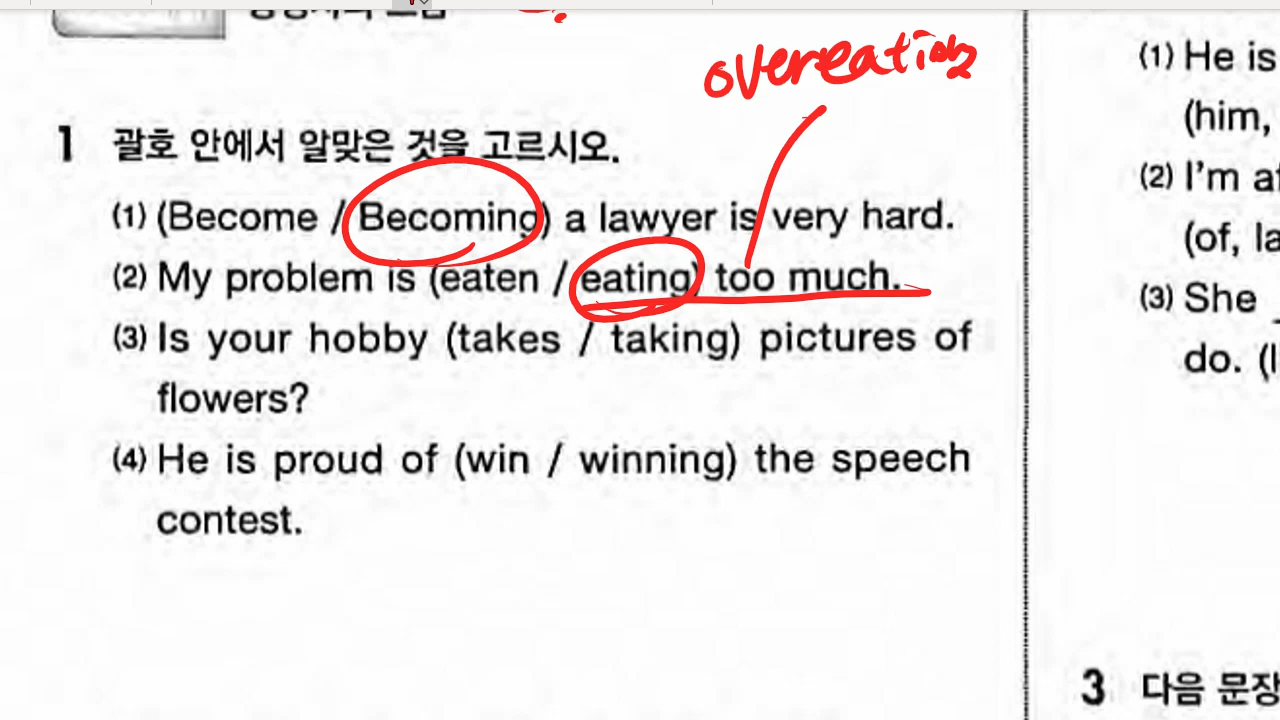 overeating
1 괄호 안에서 알맞은 것을 고르시오.
(1) (Become / Becoming) a lawyer is very hard.
(2) My problem is (eaten / eating) too much.
(3) Is your hobby (takes / taking) pictures of
flowers?
(4) He is proud of (win / winning) the speech
contest.
(1) He is
(him,
(2) I'm
(of,
(3) She
do.
3 다음 문장